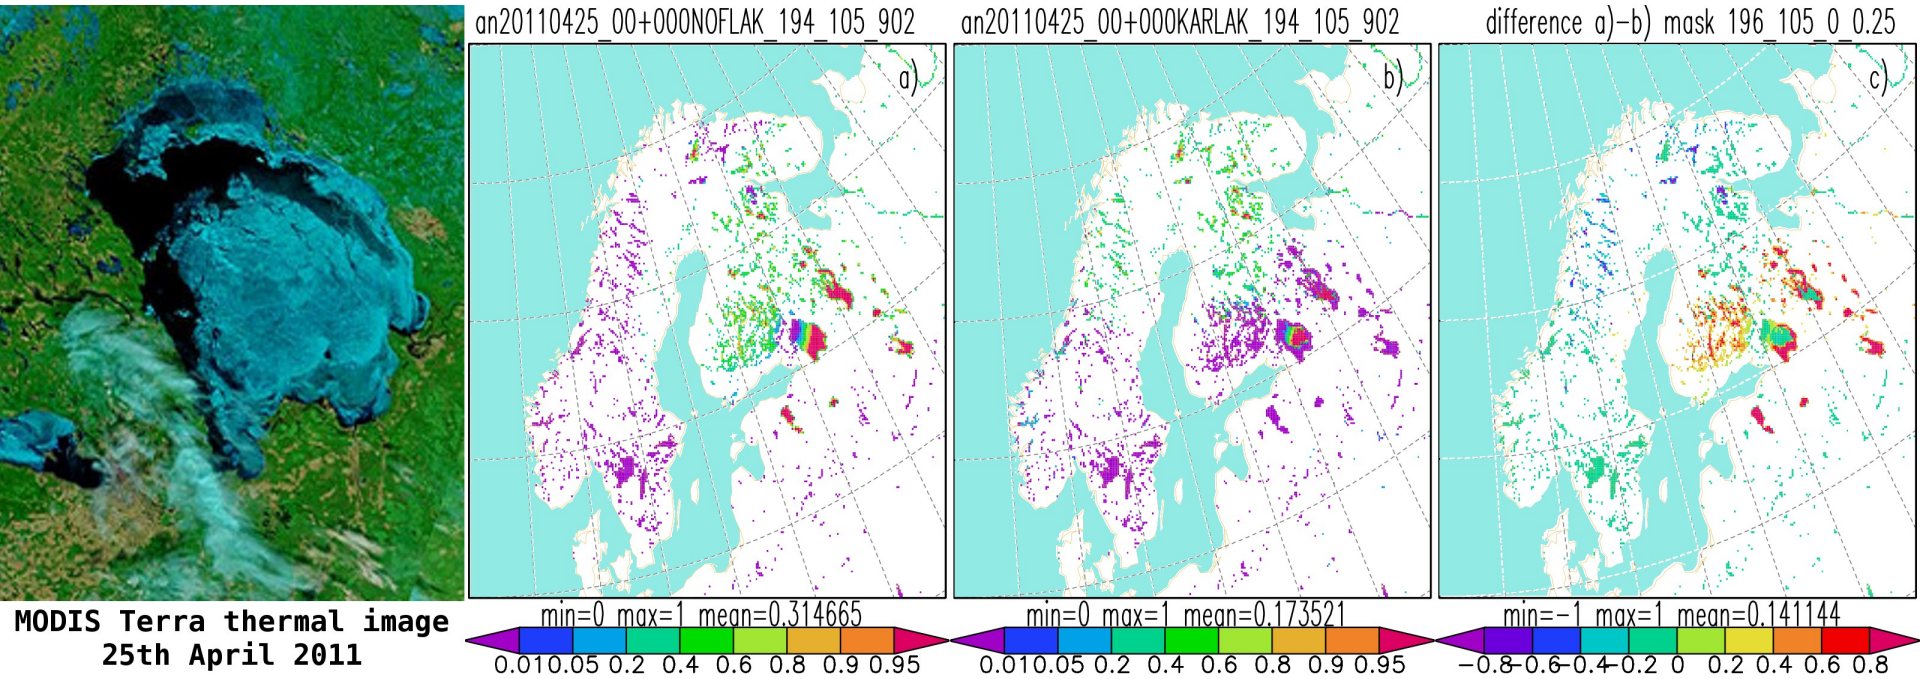 an20110425_00+000NOFLAK_194_105_902
an20110425_00+000KARLAK_194_105_902
difference a)-b) mask 196_105_0_0.25
a)
b)
c)
MODIS Terra thermal image
25th April 2011
min=0 max=1 mean=0.314665
0.01 0.05 0.2 0.4 0.6 0.8 0.9 0.95
min=0 max=1 mean=0.177352 1
0.01 0.05 0.2 0.4 0.6 0.8 0.9 0.95
min=-1 max=1 mean=0.141144
-0.8 -0.6 -0.4 -0.2 0 0.2 0.4 0.6 0.8